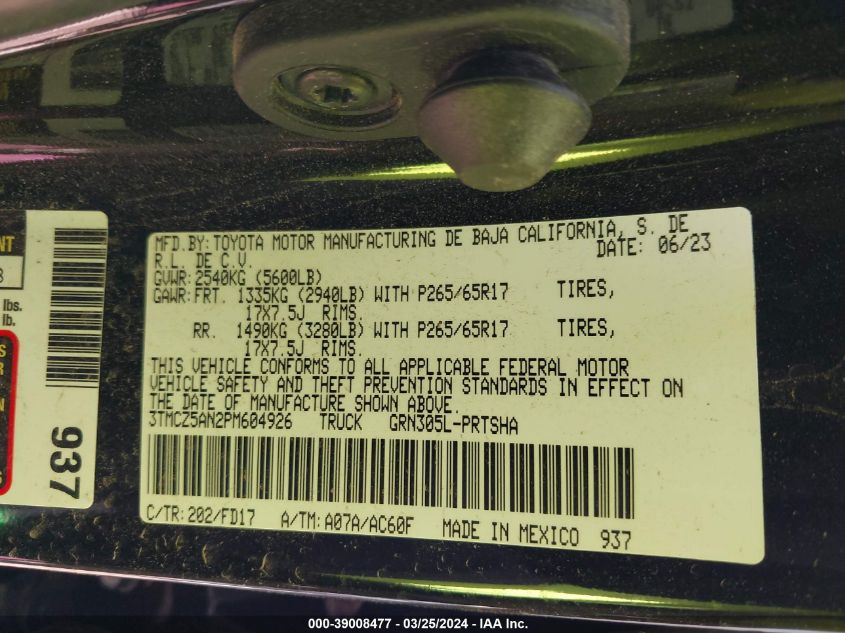 MFD. BY: TOYOTA MOTOR MANUFACTURING DE BAJA CALIFORNIA, S. DE
R.L. DE C.V. DATE: 06/23
GVWR: 2540KG (5600LB)
GAWR: FRT. 1335KG (2940LB) WITH P265/65R17 TIRES,
17X7.5J RIMS.
RR. 1490KG (3280LB) WITH P265/65R17 TIRES,
17X7.5J RIMS.
THIS VEHICLE CONFORMS TO ALL APPLICABLE FEDERAL MOTOR
VEHICLE SAFETY AND THEFT PREVENTION STANDARDS IN EFFECT ON
THE DATE OF MANUFACTURE SHOWN ABOVE.
3TMCZ5AN2PM604926 TRUCK GRN305L-PRTSHA
C/TR: 202/FD17 A/TM: A07A/AC60F MADE IN MEXICO 937
lbs.
lb.
937
000-39008477 - 03/25/2024 - IAA Inc.